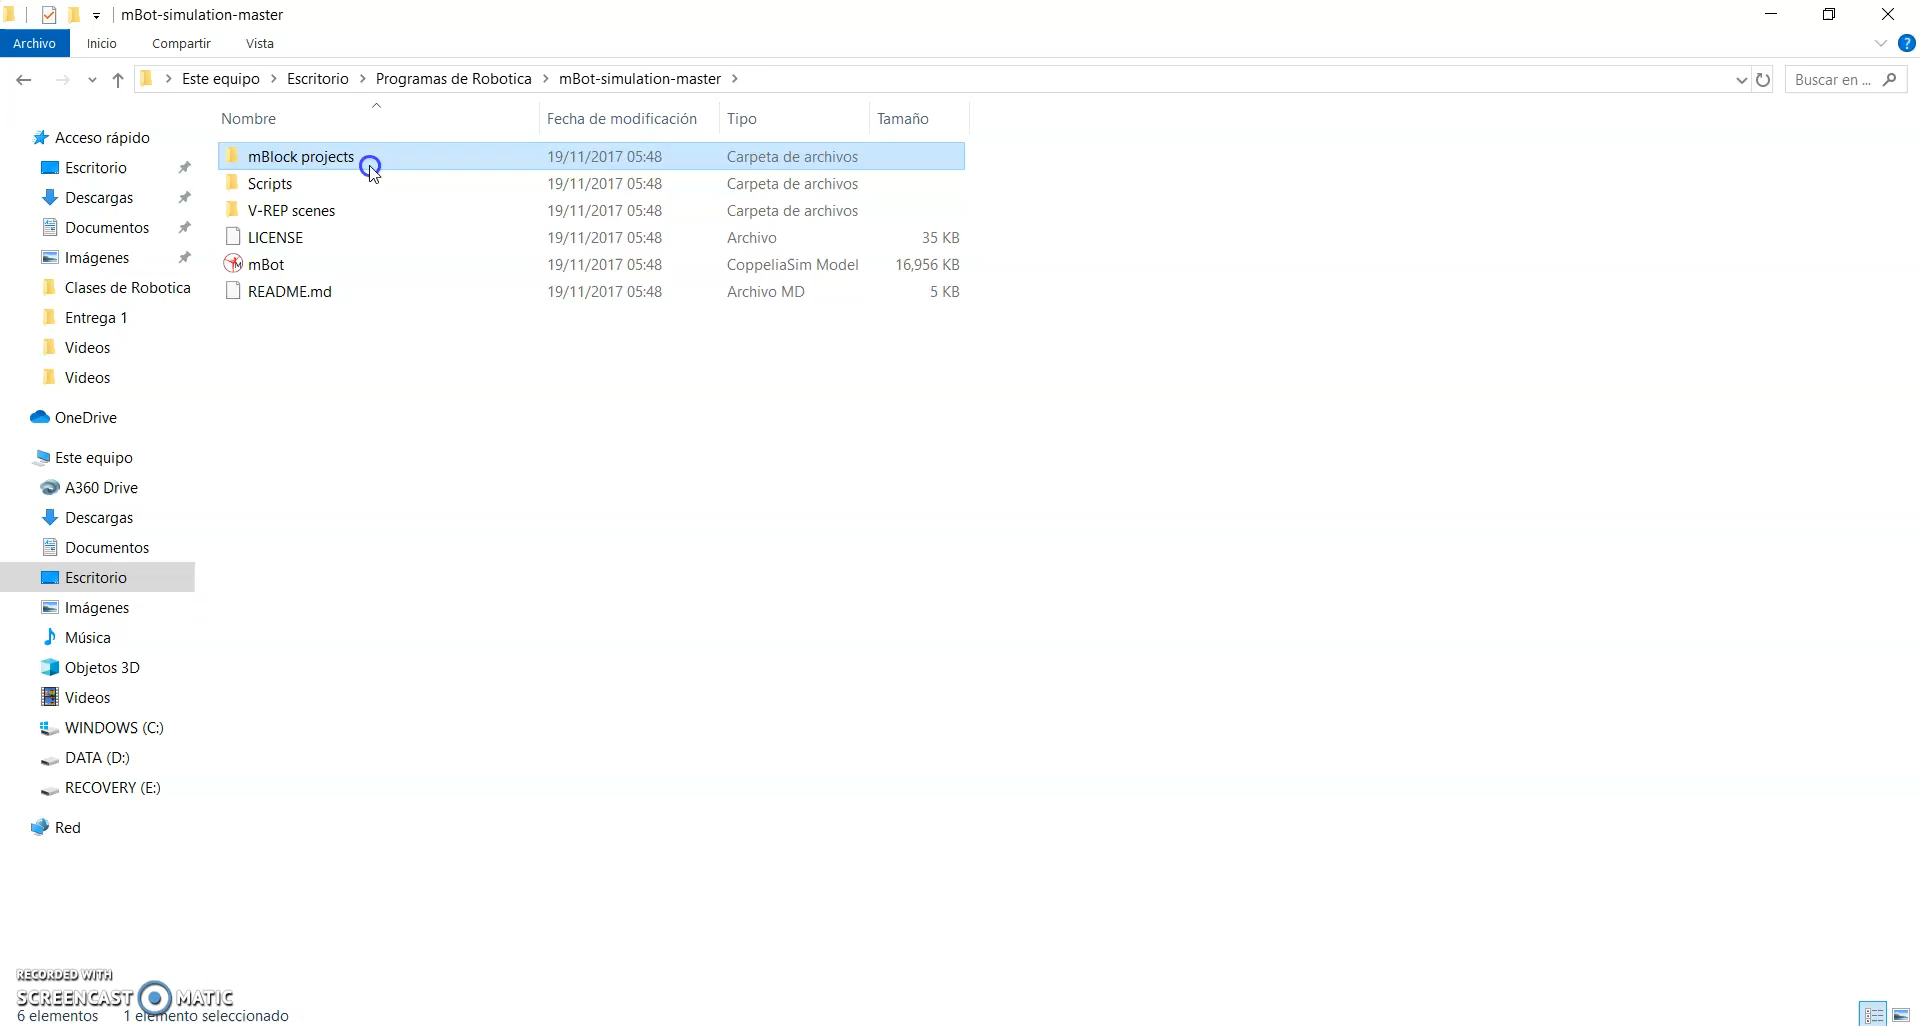 mBot-simulation-master
Archivo Inicio Compartir Vista
Este equipo Escritorio Programas de Robotica mBot-simulation-master Buscar en ...
Nombre Fecha de modificación Tipo Tamaño
Acceso rápido
Escritorio
Descargas
Documentos
Imágenes
Clases de Robotica
Entrega 1
Videos
Videos
OneDrive
Este equipo
A360 Drive
Descargas
Documentos
Escritorio
Imágenes
Música
Objetos 3D
Videos
WINDOWS (C:)
DATA (D:)
RECOVERY (E:)
Red
mBlock projects 19/11/2017 05:48 Carpeta de archivos
Scripts 19/11/2017 05:48 Carpeta de archivos
V-REP scenes 19/11/2017 05:48 Carpeta de archivos
LICENSE 19/11/2017 05:48 Archivo 35 KB
mBot 19/11/2017 05:48 CoppeliaSim Model 16,956 KB
README.md 19/11/2017 05:48 Archivo MD 5 KB
RECORDED WITH
SCREENCAST MATIC
6 elementos 1 elemento seleccionado